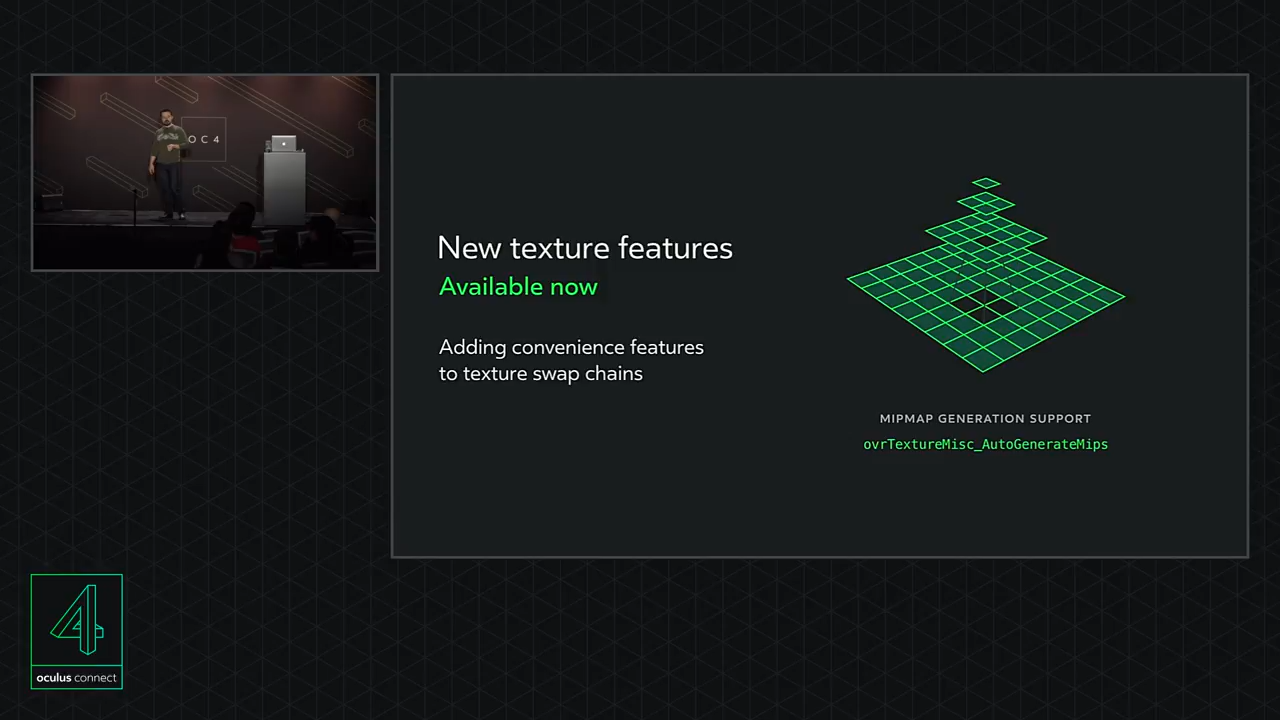 OC4
New texture features
Available now
Adding convenience features
to texture swap chains
MIPMAP GENERATION SUPPORT
ovrTextureMisc_AutoGenerateMips
4
oculus connect